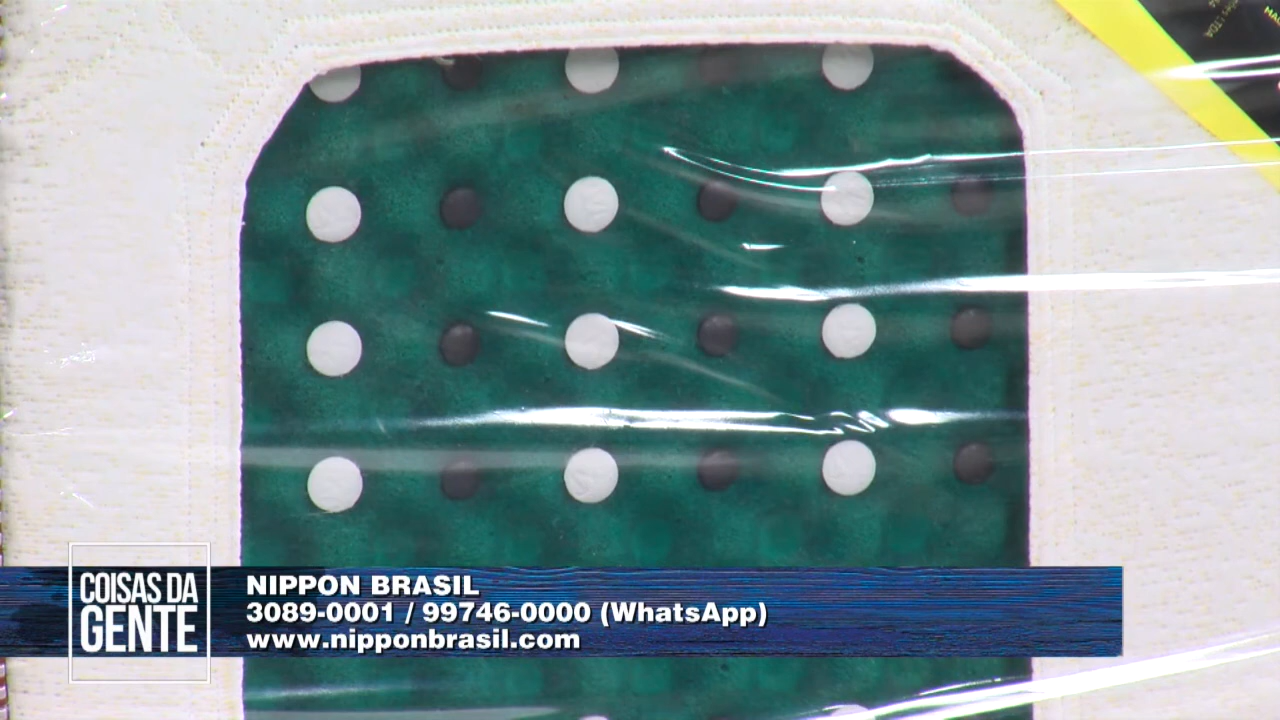 COISAS DA
GENTE
NIPPON BRASIL
3089-0001 / 99746-0000 (WhatsApp)
www.nipponbrasil.com